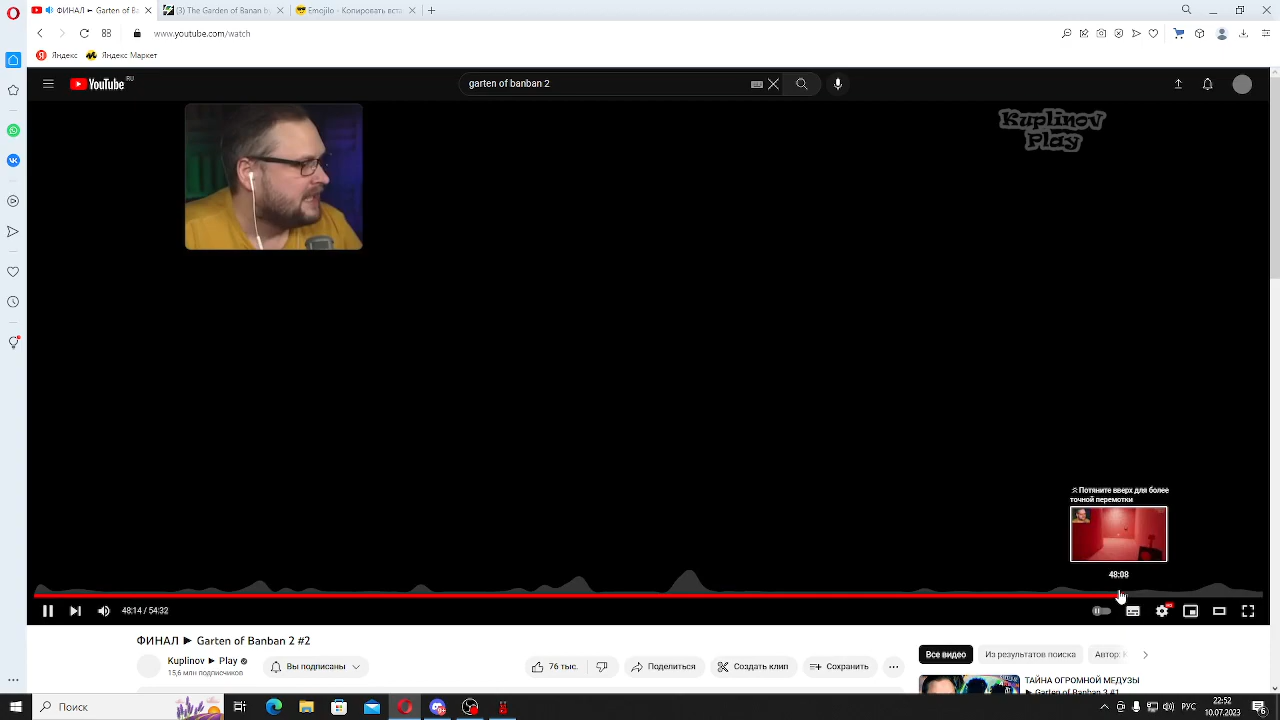 ФИНАЛ ► Garten of Ba
(3) The Garden of Banban by
Emojilo - Копировать вста
www.youtube.com/watch
Яндекс
Яндекс Маркет
YouTube RU
garten of banban 2
Kuplinov
Play
Потяните вверх для более
точной перемотки
48:08
48:14 / 54:32
ФИНАЛ ► Garten of Banban 2 #2
Kuplinov ► Play
15,6 млн подписчиков
Вы подписаны
76 тыс.
Поделиться
Создать клип
Сохранить
Все видео
Из результатов поиска
Автор: К
ТАЙНА ОГРОМНОЙ МЕДУЗЫ
► Garten of Banban 3 #1
Поиск
РУС
22:52
10.07.2023